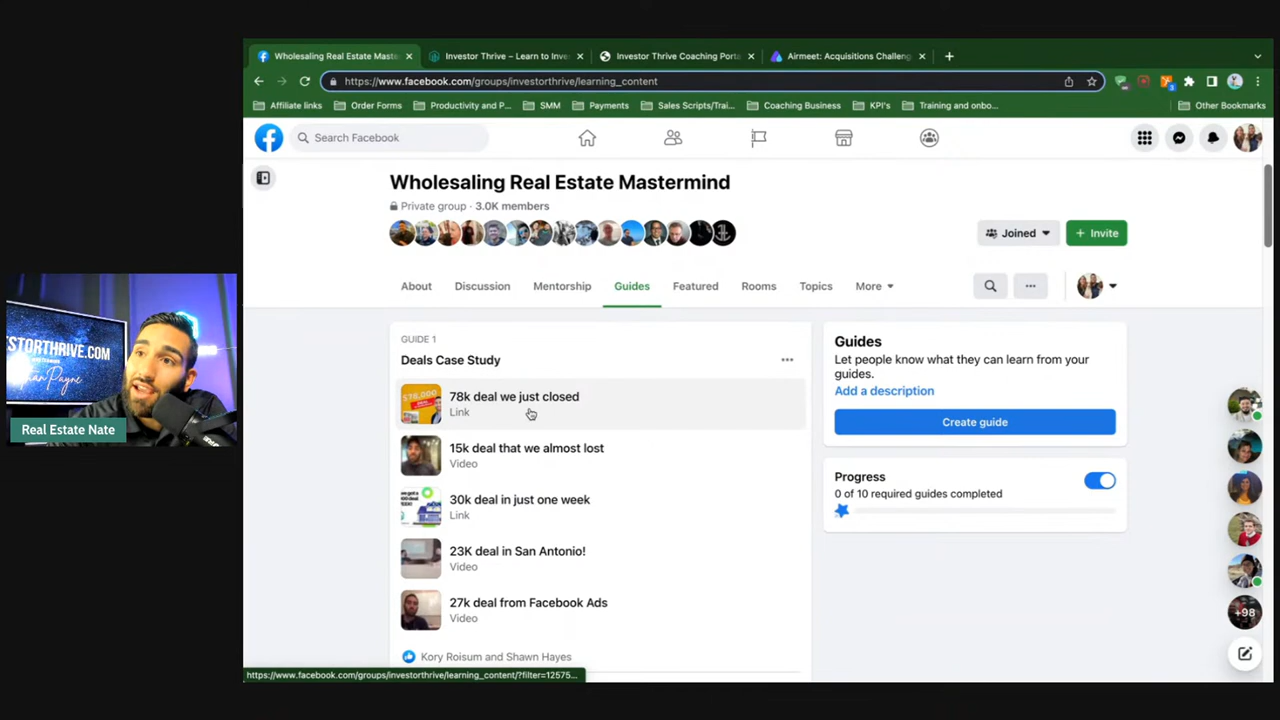 Wholesaling Real Estate Maste
Investor Thrive – Learn to Inve
Investor Thrive Coaching Porta
Airmeet: Acquisitions Challeng
https://www.facebook.com/groups/investorthrive/learning_content
Affiliate links
Order Forms
Productivity and P...
SMM
Payments
Sales Scripts/Trai...
Coaching Business
KPI's
Training and onbo...
Other Bookmarks
Search Facebook
Wholesaling Real Estate Mastermind
Private group · 3.0K members
Joined
+ Invite
About
Discussion
Mentorship
Guides
Featured
Rooms
Topics
More
GUIDE 1
Deals Case Study
78k deal we just closed
Link
15k deal that we almost lost
Video
30k deal in just one week
Link
23K deal in San Antonio!
Video
27k deal from Facebook Ads
Video
Kory Roisum and Shawn Hayes
Guides
Let people know what they can learn from your
guides.
Add a description
Create guide
Progress
0 of 10 required guides completed
+98
https://www.facebook.com/groups/investorthrive/learning_content/?filter=12575...
ESTORTHRIVE.COM
Payne
Real Estate Nate